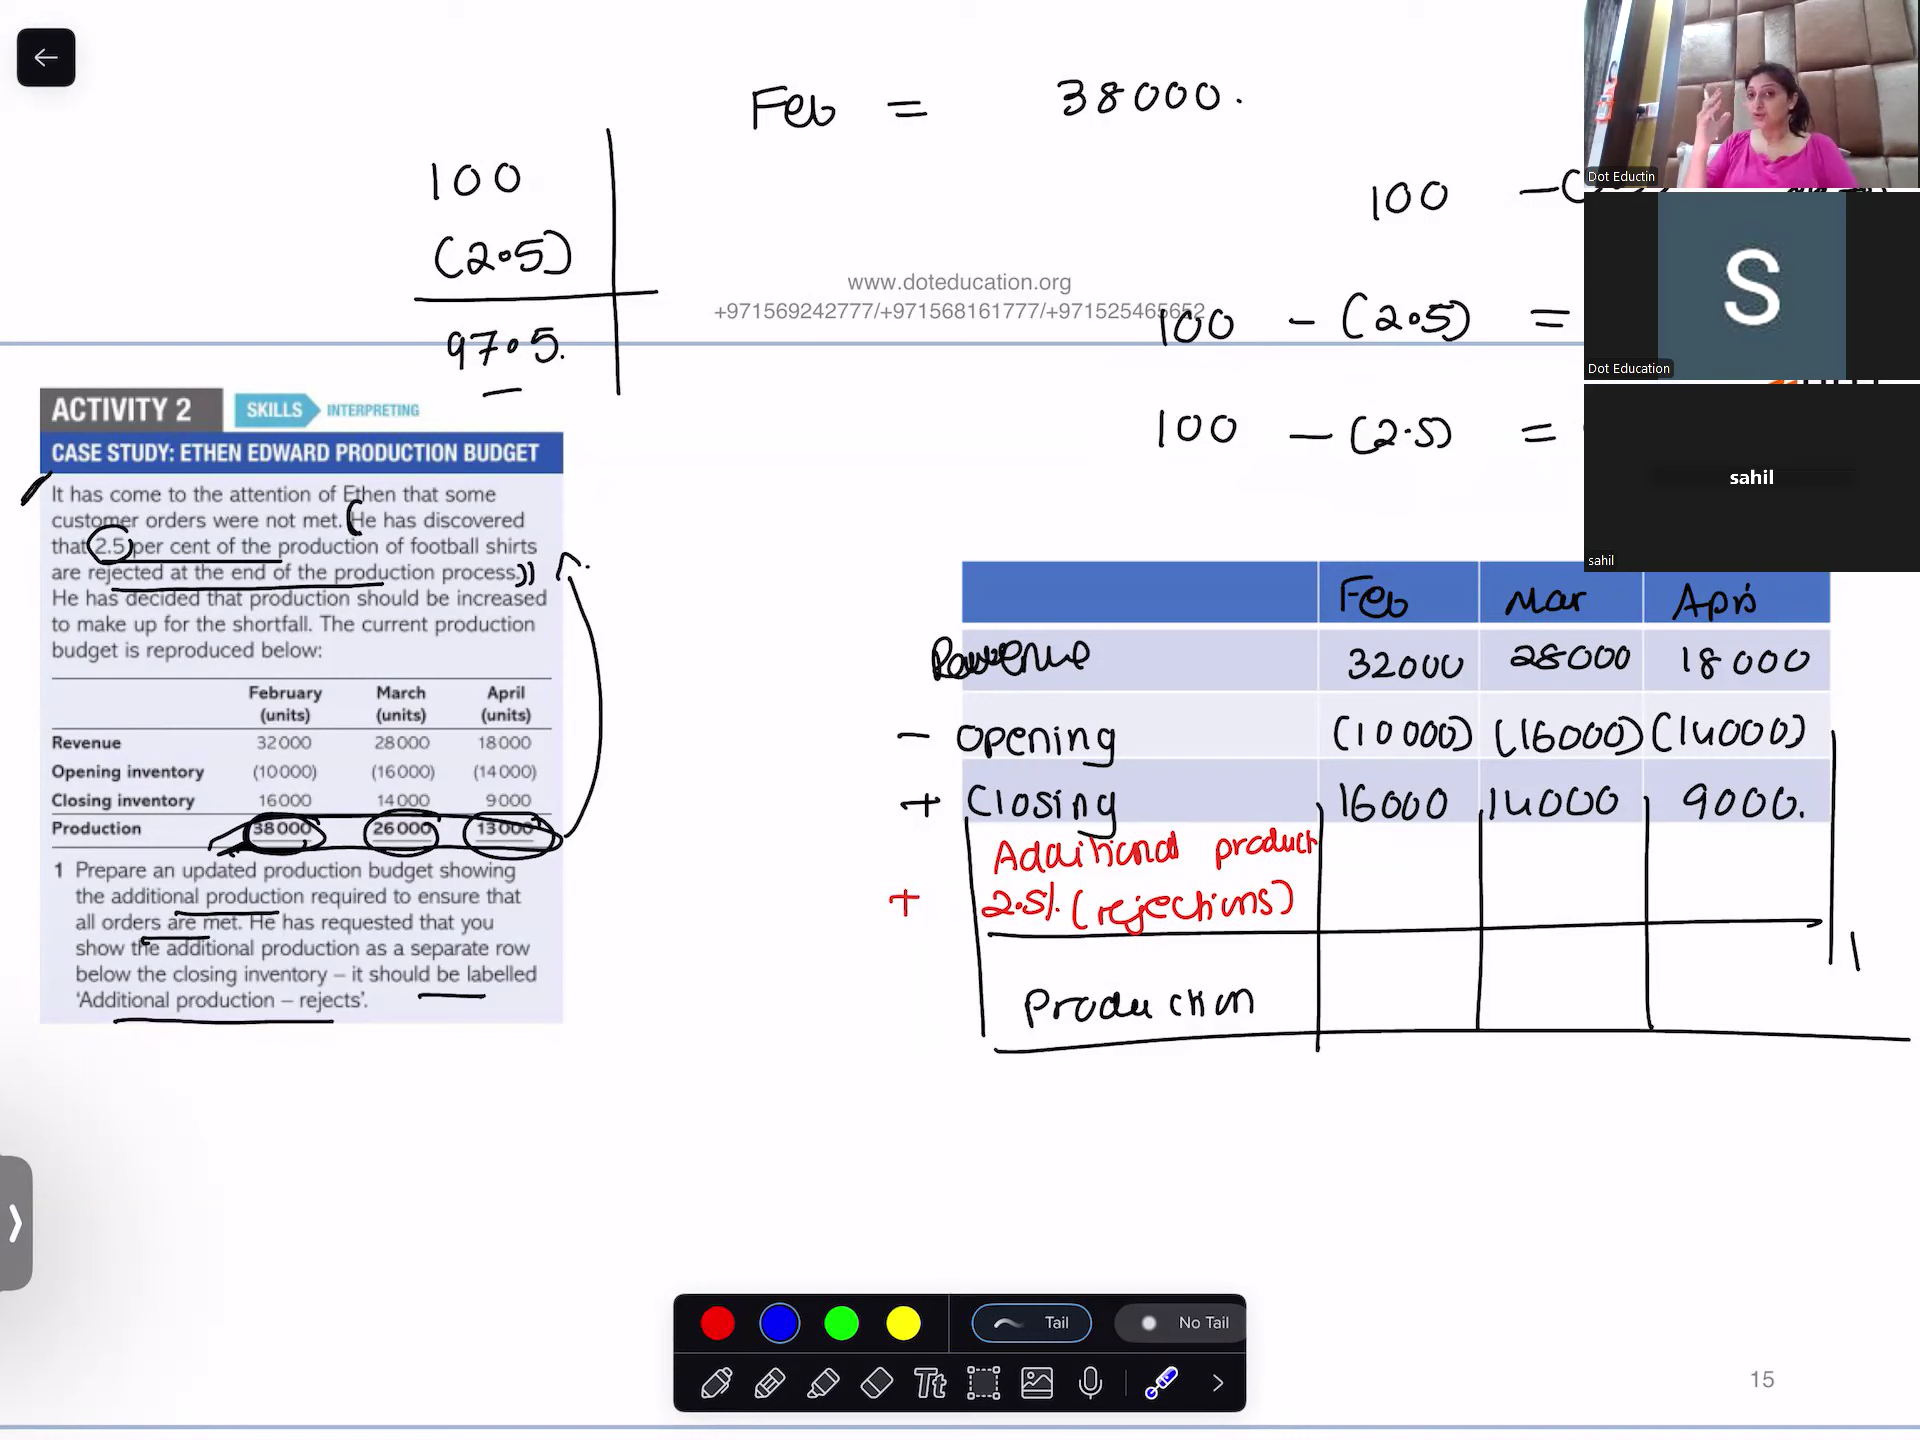 Feb = 38000.
100
(2.5)
97.5.
100
www.doteducation.org
+971569242777/+971568161777/+971525465652
100 - (2.5) =
100 - (2.5) =
Dot Eductin
S
Dot Education
sahil
sahil
ACTIVITY 2 SKILLS INTERPRETING
CASE STUDY: ETHEN EDWARD PRODUCTION BUDGET
It has come to the attention of Ethen that some
customer orders were not met. He has discovered
that 2.5 per cent of the production of football shirts
are rejected at the end of the production process.
He has decided that production should be increased
to make up for the shortfall. The current production
budget is reproduced below:
February March April
(units) (units) (units)
Revenue 32000 28000 18000
Opening inventory (10000) (16000) (14000)
Closing inventory 16000 14000 9000
Production 38000 26000 13000
1 Prepare an updated production budget showing
the additional production required to ensure that
all orders are met. He has requested that you
show the additional production as a separate row
below the closing inventory – it should be labelled
‘Additional production – rejects’.
Feb Mar
Revenue 32000 28000 18000
- Opening (10000) (16000) (14000)
+ Closing 16000 14000 9000.
Additional product
+ 2.5% (rejections)
Production
Tail No Tail
Tt
15